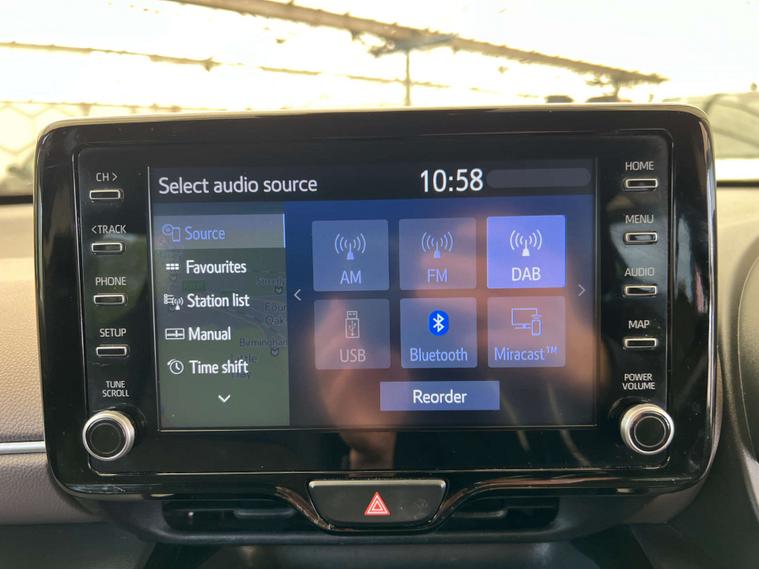 Select audio source
10:58
CH >
<TRACK
PHONE
SETUP
TUNE
SCROLL
Source
Favourites
Station list
Manual
Time shift
Birmingham
AM
FM
DAB
USB
Bluetooth
Miracast™
Reorder
HOME
MENU
AUDIO
MAP
POWER
VOLUME